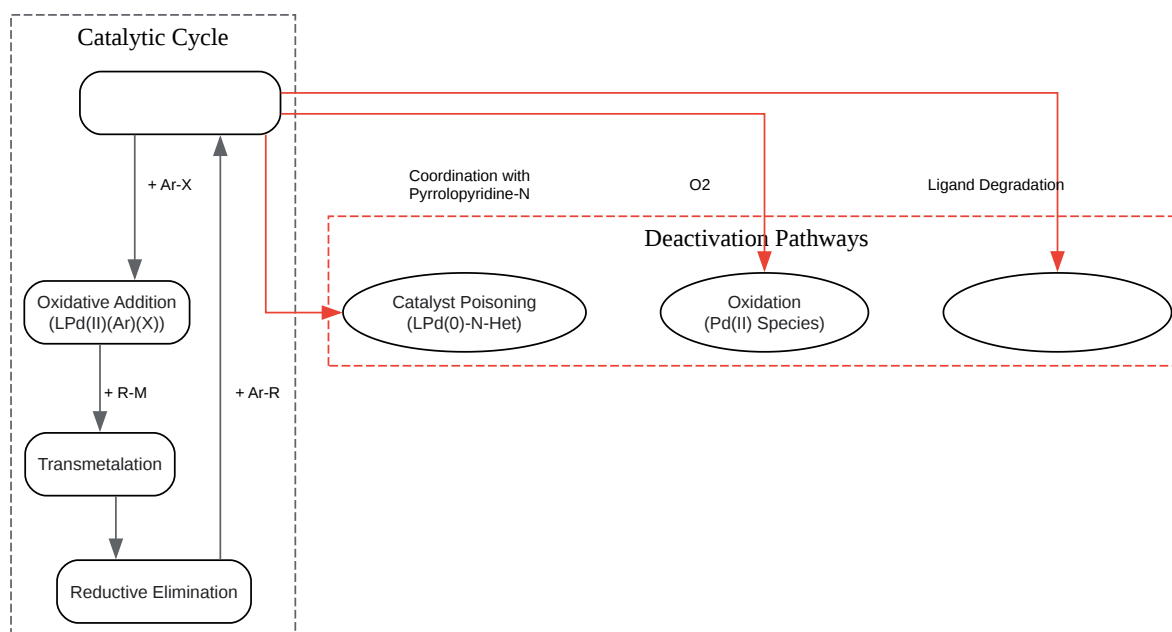 Catalytic Cycle
+ Ar-X
Coordination with
Pyrrolopyridine-N
O2
Ligand Degradation
Deactivation Pathways
Oxidative Addition
(LPd(II)(Ar)(X))
Catalyst Poisoning
(LPd(0)-N-Het)
Oxidation
(Pd(II) Species)
+ R-M
+ Ar-R
Transmetalation
Reductive Elimination